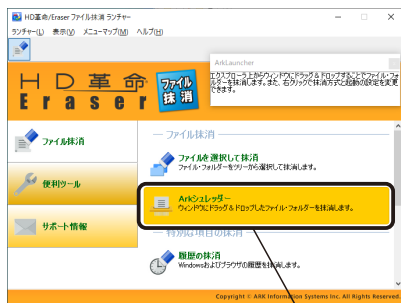 HD革命/Eraser ファイル抹消 ランチャー
ランチャー(L) 表示(V) メニューマップ(M) ヘルプ(H)
ArkLauncher
エクスプローラ上からウィンドウにドラッグ＆ドロップすることでファイル・フォルダーを抹消します。また、右クリックで抹消方式と起動の設定を変更できます。
HD革命
Eraser
ファイル
抹消
ファイル抹消
便利ツール
サポート情報
ファイル抹消
ファイルを選択して抹消
ファイル・フォルダーをツリーから選択して抹消します。
Arkシュレッダー
ウィンドウにドラッグ＆ドロップしたファイル・フォルダーを抹消します。
特別な項目の抹消
履歴の抹消
Windowsおよびブラウザの履歴を抹消します。
Copyright © ARK Information Systems Inc. All Rights Reserved.